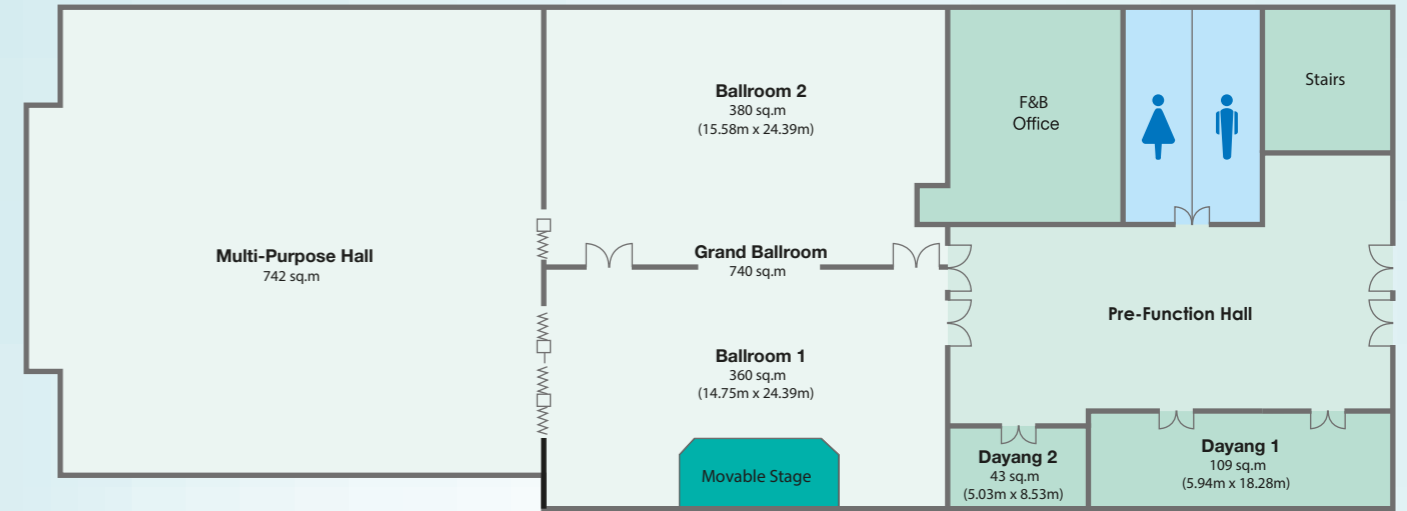 Multi-Purpose Hall
742 sq.m
Ballroom 2
380 sq.m
(15.58m x 24.39m)
Grand Ballroom
740 sq.m
Ballroom 1
360 sq.m
(14.75m x 24.39m)
Movable Stage
F&B
Office
Stairs
Pre-Function Hall
Dayang 2
43 sq.m
(5.03m x 8.53m)
Dayang 1
109 sq.m
(5.94m x 18.28m)